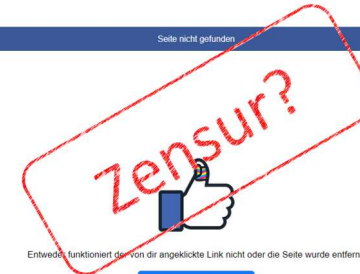 Seite nicht gefunden
Zensur?
Entweder funktioniert der von dir angeklickte Link nicht oder die Seite wurde entfern